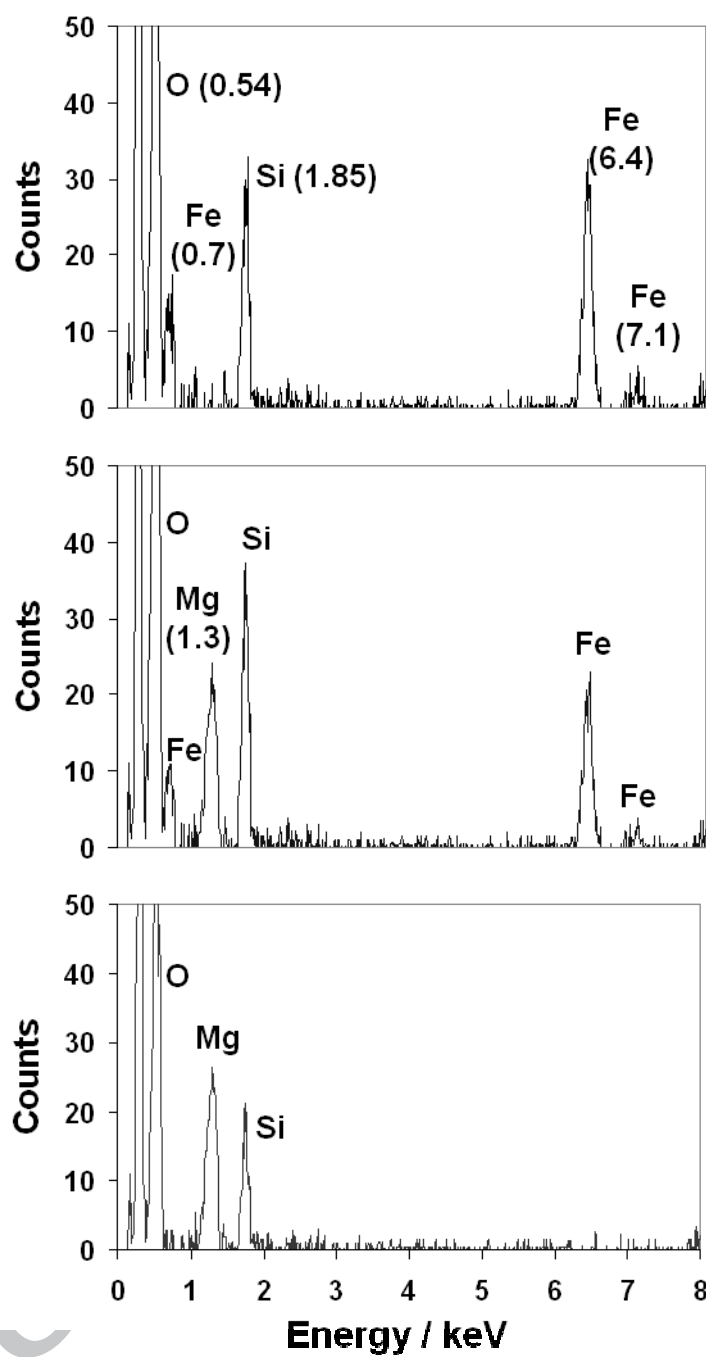 50
40
30
20
10
0
Counts
O (0.54)
Fe
(0.7)
Si (1.85)
Fe
(6.4)
Fe
(7.1)
50
40
30
20
10
0
Counts
O
Fe
Mg
(1.3)
Si
Fe
Fe
50
40
30
20
10
0
Counts
O
Mg
Si
0 1 2 3 4 5 6 7 8
Energy / keV